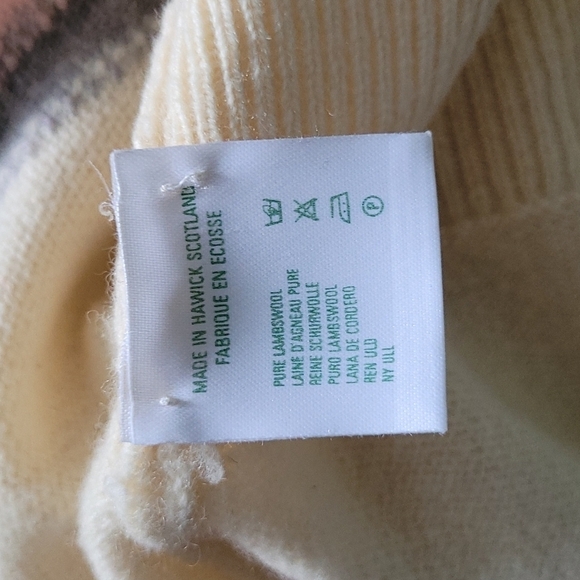 MADE IN HAWICK SCOTLAND
FABRIQUE EN ECOSSE
P
PURE LAMBSWOOL
LAINE D'AGNEAU PURE
REINE SCHURWOLLE
PURO LAMBSWOOL
LANA DE CORDERO
REN ULD
NY ULL